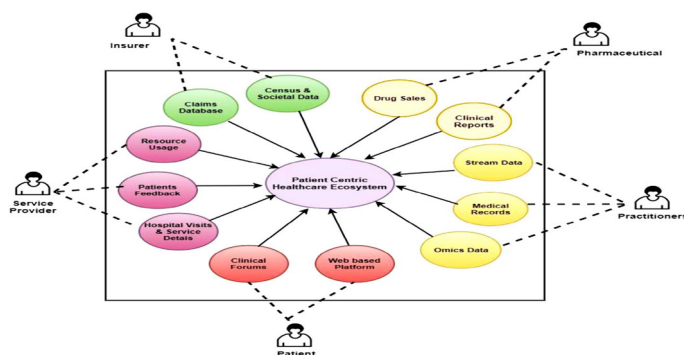 Insurer
Pharmaceutical
Claims
Database
Census &
Societal Data
Drug Sales
Clinical
Reports
Resource
Usage
Stream Data
Patient Centric
Healthcare Ecosystem
Patients
Feedback
Service
Provider
Medical
Records
Practitioners
Hospital Visits
& Service
Detals
Omics Data
Clinical
Forums
Web based
Platform
Patient